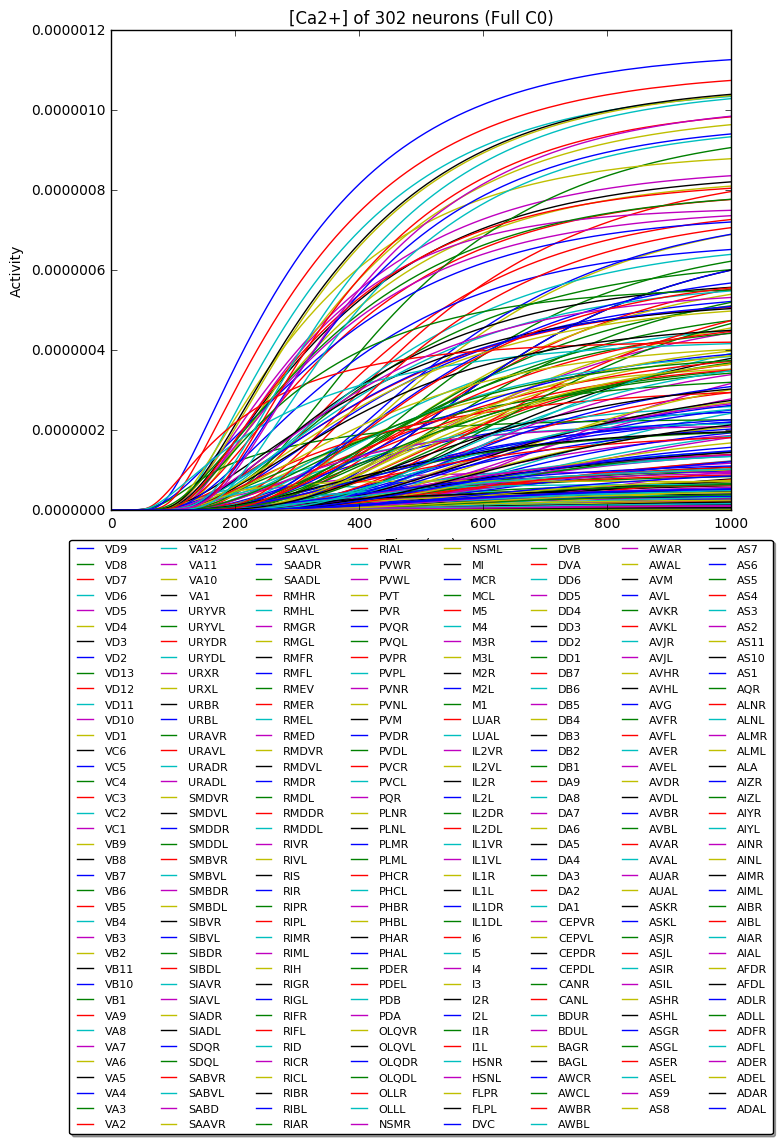 [Ca2+] of 302 neurons (Full C0)
0.0000012
0.0000010
0.0000008
0.0000006
0.0000004
0.0000002
0.0000000
Activity
0 200 400 600 800 1000
VD9 VA12 SAAVL RIAL NSML DVB AWAR AS7
VD8 VA11 SAADR PVWR MI DVA AWAL AS6
VD7 VA10 SAADL PVWL MCR DD6 AVM AS5
VD6 VA1 RMHR PVT MCL DD5 AVL AS4
VD5 URYVR RMHL PVR M5 DD4 AVKR AS3
VD4 URYVL RMGR PVQR M4 DD3 AVKL AS2
VD3 URYDR RMGL PVQL M3R DD2 AVJR AS11
VD2 URYDL RMFR PVPR M3L DD1 AVJL AS10
VD13 URXR RMFL PVPL M2R DB7 AVHR AS1
VD12 URXL RMEV PVNR M2L DB6 AVHL AQR
VD11 URBR RMER PVNL M1 DB5 AVG ALNR
VD10 URBL RMEL PVM LUAR DB4 AVFR ALNL
VD1 URAVR RMED PVDR LUAL DB3 AVFL ALMR
VC6 URAVL RMDVR PVDL IL2VR DB2 AVER ALML
VC5 URADR RMDVL PVCR IL2VL DB1 AVEL ALA
VC4 URADL RMDR PVCL IL2R DA9 AVDR AIZR
VC3 SMDVR RMDL PQR IL2L DA8 AVDL AIZL
VC2 SMDVL RMDDR PLNR IL2DR DA7 AVBR AIYR
VC1 SMDDR RMDDL PLNL IL2DL DA6 AVBL AIYL
VB9 SMDDL RIVR PLMR IL1VR DA5 AVAR AINR
VB8 SMBVR RIVL PLML IL1VL DA4 AVAL AINL
VB7 SMBVL RIS PHCR IL1R DA3 AUAR AIMR
VB6 SMBDR RIR PHCL IL1L DA2 AUAL AIML
VB5 SMBDL RIPR PHBR IL1DR DA1 ASKR AIBR
VB4 SIBVR RIPL PHBL IL1DL CEPVR ASKL AIBL
VB3 SIBVL RIMR PHAR I6 CEPVL ASJR AIAR
VB2 SIBDR RIML PHAL I5 CEPDR ASJL AIAL
VB11 SIBDL RIH PDER I4 CEPDL ASIR AFDR
VB10 SIAVR RIGR PDEL I3 CANR ASIL AFDL
VB1 SIAVL RIGL PDB I2R CANL ASHR ADLR
VA9 SIADR RIFR PDA I2L BDUR ASHL ADLL
VA8 SIADL RIFL OLQVR I1R BDUL ASGR ADFR
VA7 SDQR RID OLQVL I1L BAGR ASGL ADFL
VA6 SDQL RICR OLQDR HSNR BAGL ASER ADER
VA5 SABVR RICL OLQDL HSNL AWCR ASEL ADEL
VA4 SABVL RIBR OLLR FLPR AWCL AS9 ADAR
VA3 SABD RIBL OLLL FLPL AWBR AS8 ADAL
VA2 SAAVR RIAR NSMR DVC AWBL